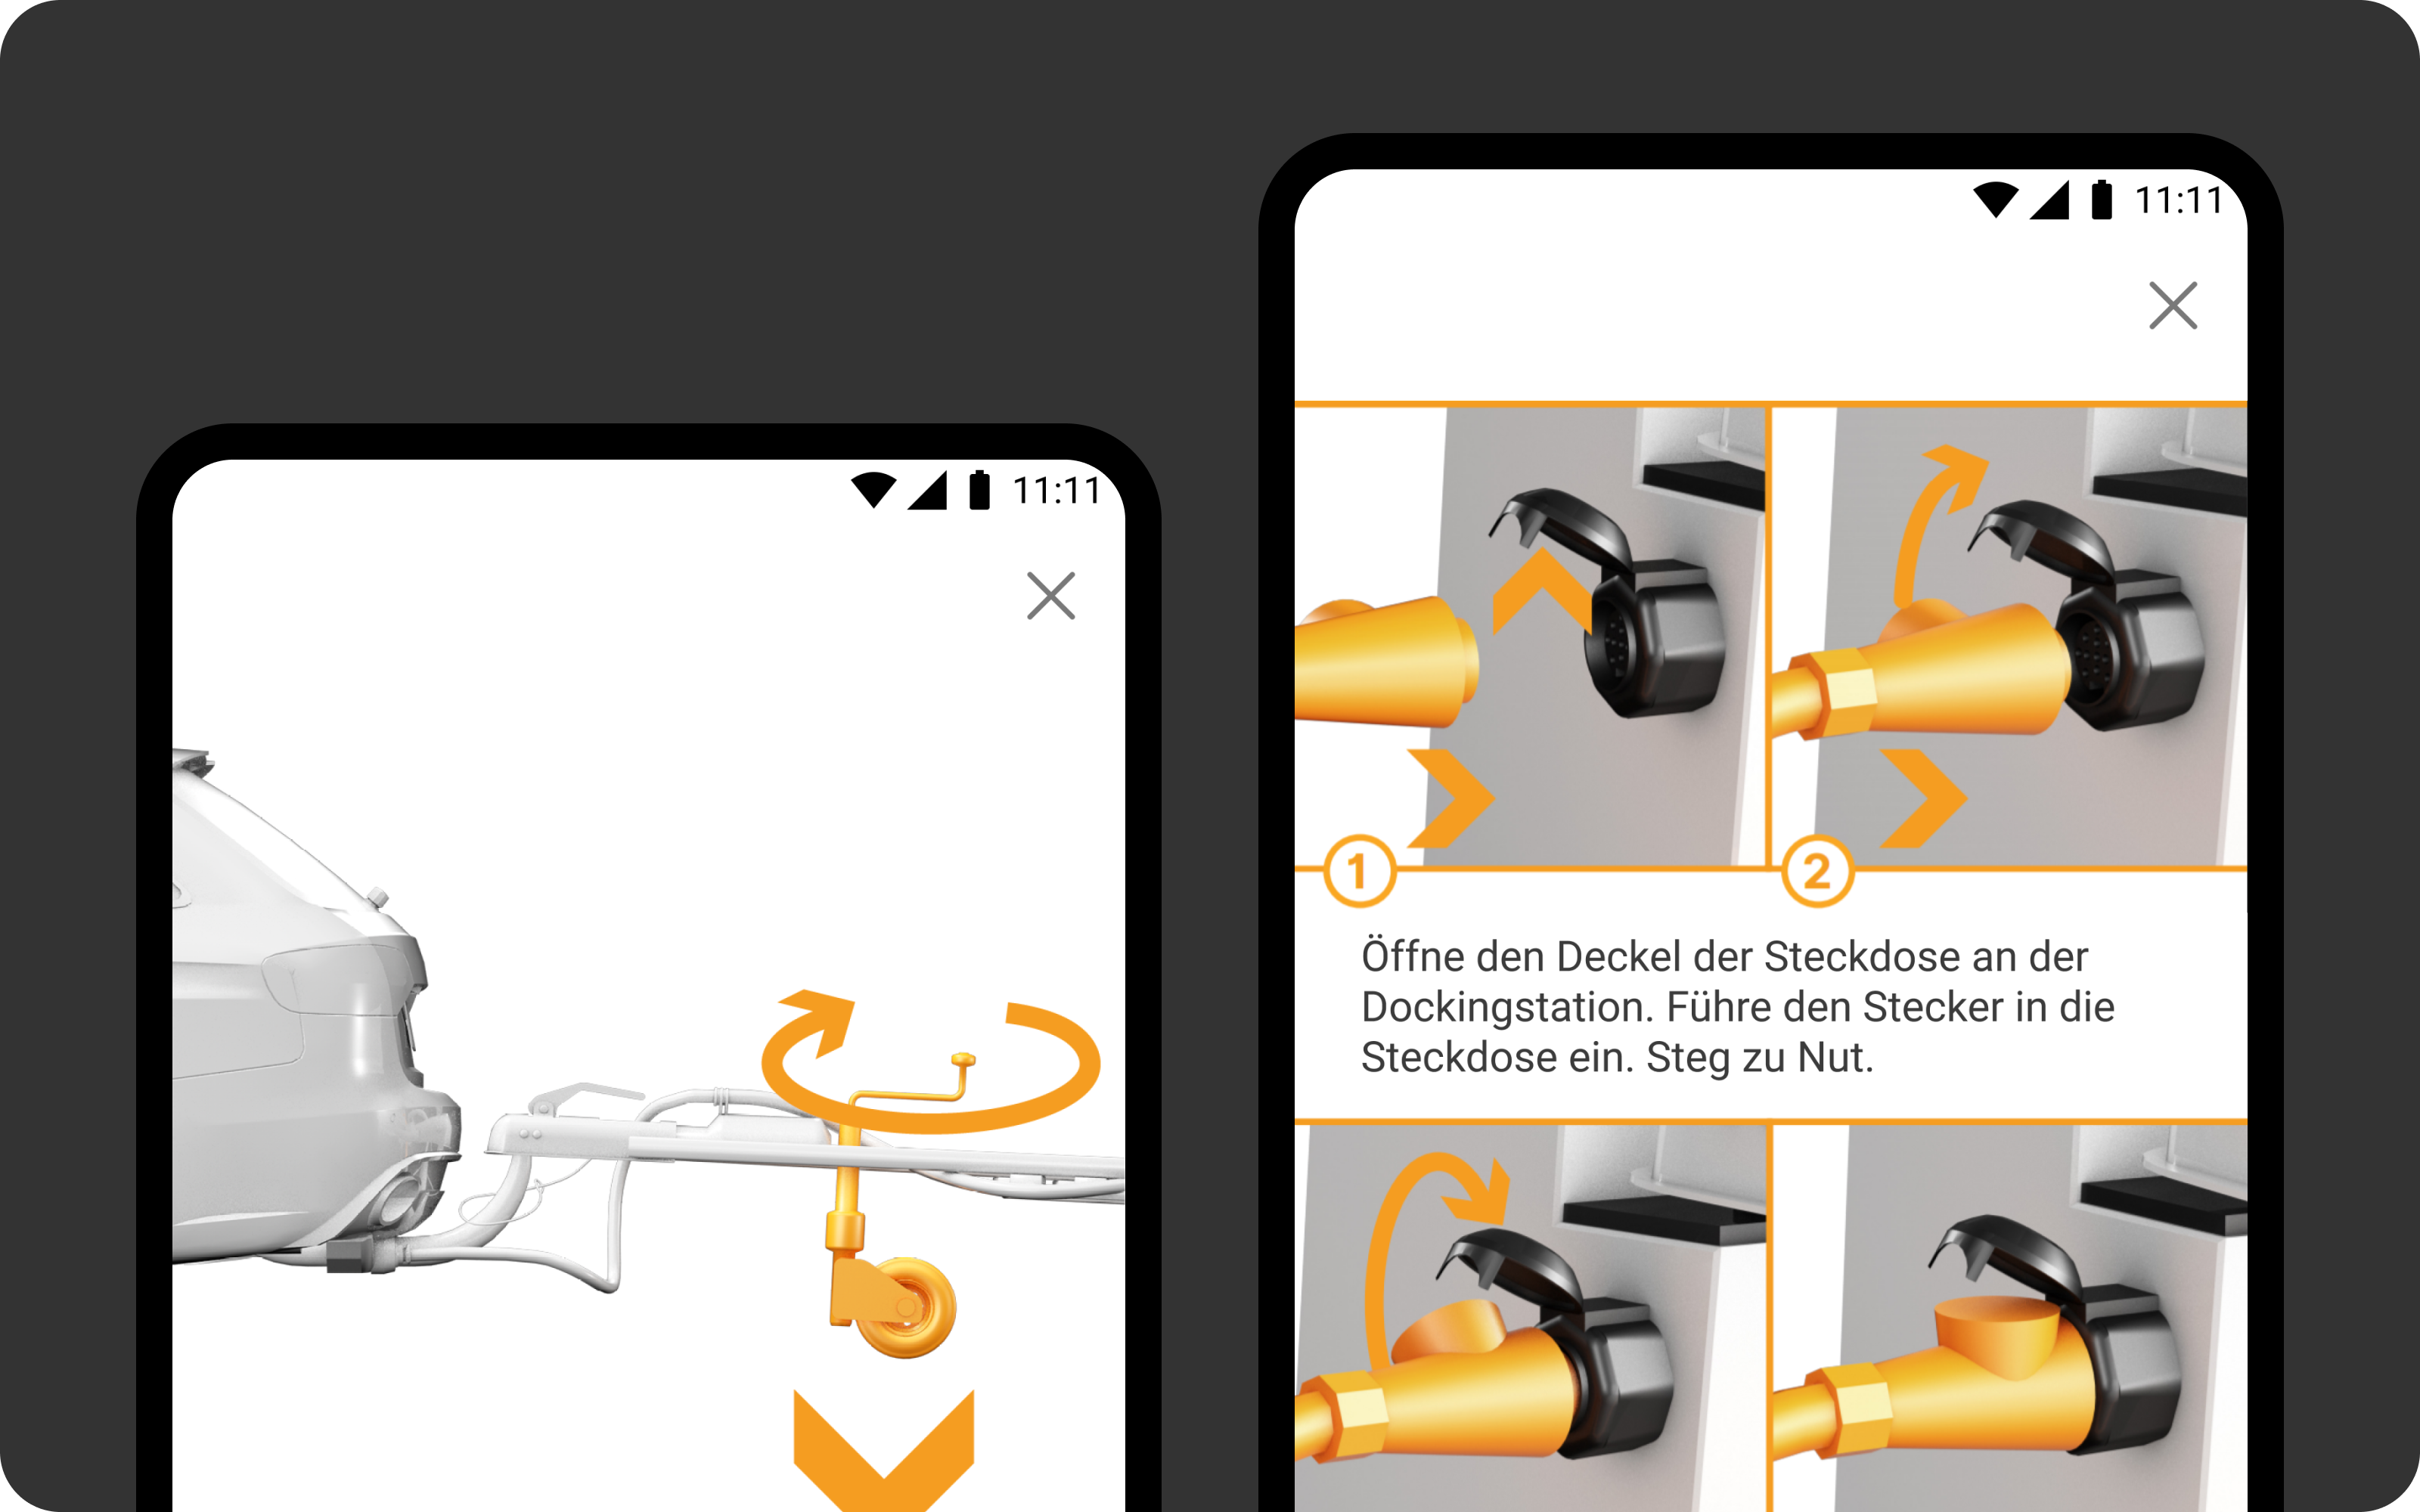 11:11
11:11
1
2
Öffne den Deckel der Steckdose an der
Dockingstation. Führe den Stecker in die
Steckdose ein. Steg zu Nut.